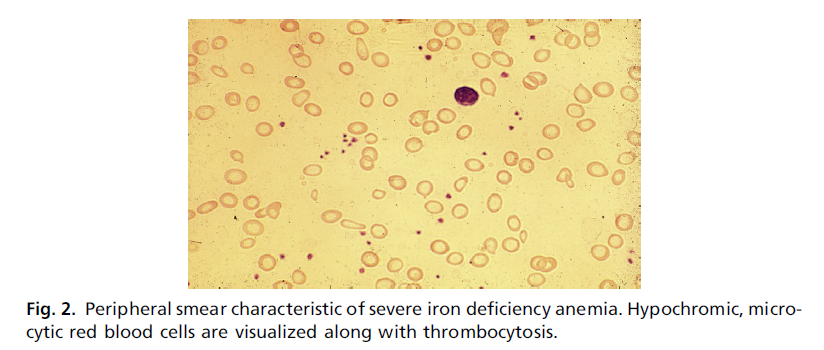 Fig. 2. Peripheral smear characteristic of severe iron deficiency anemia. Hypochromic, micro-
cytic red blood cells are visualized along with thrombocytosis.